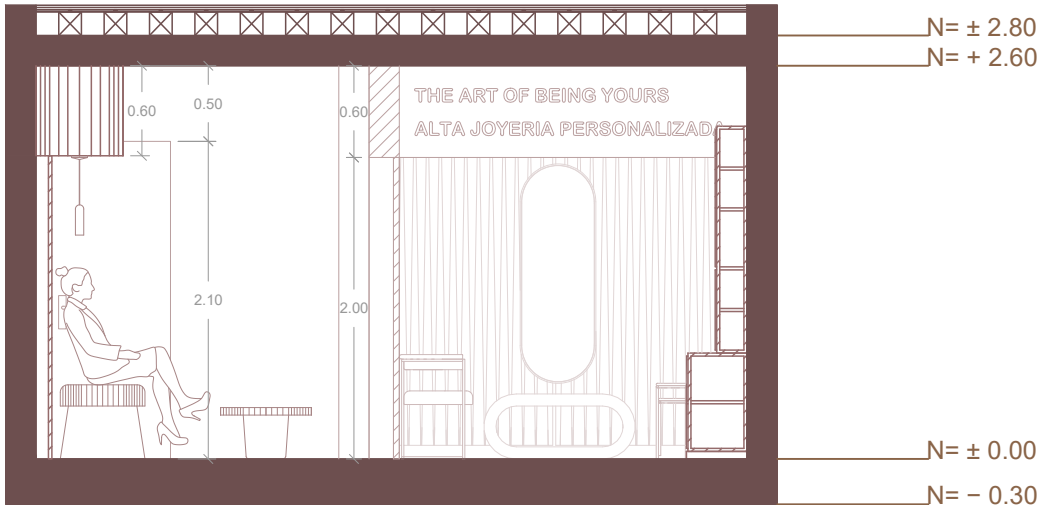 N= ± 2.80
N= + 2.60
0.60
0.50
0.60
THE ART OF BEING YOURS
ALTA JOYERIA PERSONALIZADA
2.10
2.00
N= ± 0.00
N= − 0.30